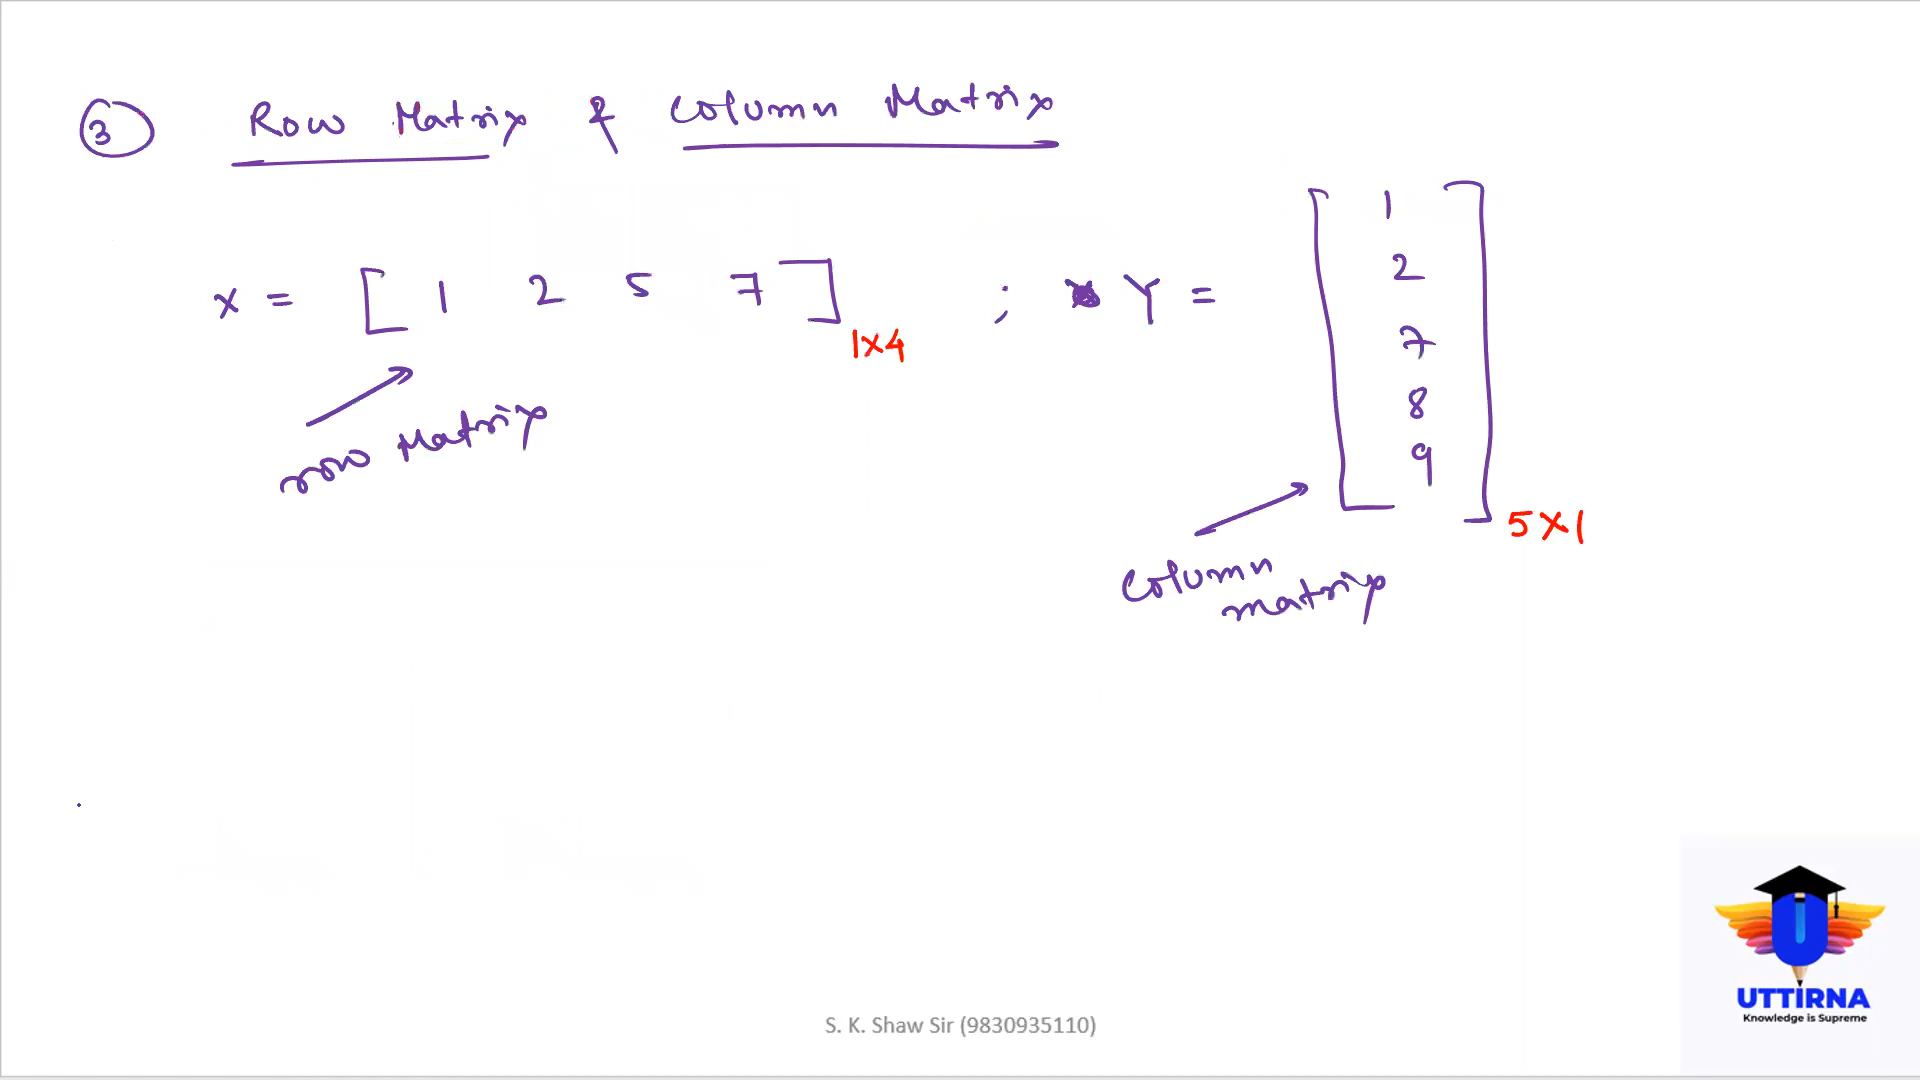 ③ Row Matrix & Column Matrix
x = [ 1 2 5 7 ] 1x4 ; Y = [ 1
2
7
8
9 ] 5x1
row Matrix
Column
matrix
UTTIRNA
Knowledge is Supreme
S. K. Shaw Sir (9830935110)